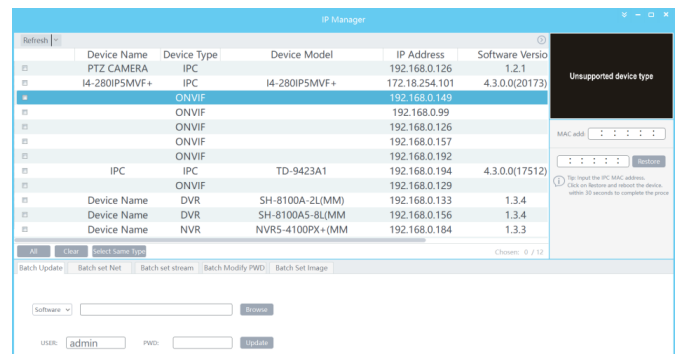 IP Manager
Refresh
Device Name Device Type Device Model IP Address Software Versio
PTZ CAMERA IPC 192.168.0.126 1.2.1
I4-280IP5MVF+ IPC I4-280IP5MVF+ 172.18.254.101 4.3.0.0(20173)
ONVIF 192.168.0.149
ONVIF 192.168.0.99
ONVIF 192.168.0.126
ONVIF 192.168.0.157
ONVIF 192.168.0.192
IPC IPC TD-9423A1 192.168.0.194 4.3.0.0(17512)
ONVIF 192.168.0.129
Device Name DVR SH-8100A-2L(MM) 192.168.0.133 1.3.4
Device Name DVR SH-8100A5-8L(MM 192.168.0.156 1.3.4
Device Name NVR NVR5-4100PX+(MM 192.168.0.184 1.3.3
All Clear Select Same Type Chosen: 0 / 12
Unsupported device type
MAC add: : : : : :
: : : : : Restore
Tip: Input the IPC MAC address.
Click on Restore and reboot the device.
within 30 seconds to complete the proce
Batch Update Batch set Net Batch set stream Batch Modify PWD Batch Set Image
Software Browse
USER: admin PWD: Update